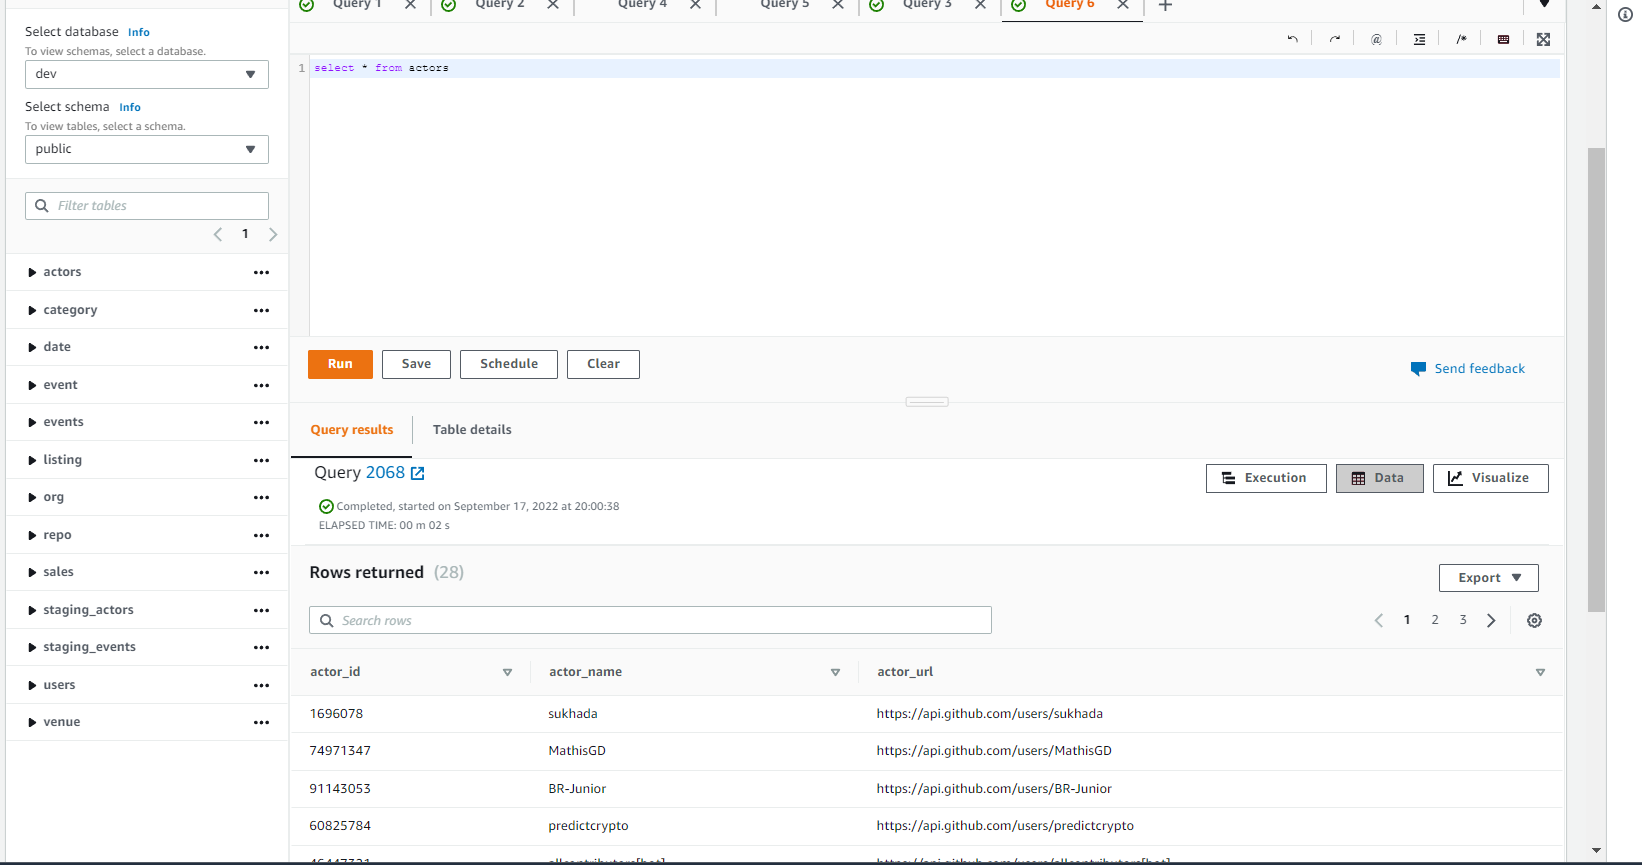 Query 1
Query 2
Query 4
Query 5
Query 3
Query 6
Select database Info
To view schemas, select a database.
dev
Select schema Info
To view tables, select a schema.
public
Filter tables
1
actors
category
date
event
events
listing
org
repo
sales
staging_actors
staging_events
users
venue
@
/*
1 select * from actors
Run Save Schedule Clear
Send feedback
Query results Table details
Query 2068
Execution Data Visualize
Completed, started on September 17, 2022 at 20:00:38
ELAPSED TIME: 00 m 02 s
Rows returned (28)
Export
Search rows
1 2 3
actor_id actor_name actor_url
1696078 sukhada https://api.github.com/users/sukhada
74971347 MathisGD https://api.github.com/users/MathisGD
91143053 BR-Junior https://api.github.com/users/BR-Junior
60825784 predictcrypto https://api.github.com/users/predictcrypto